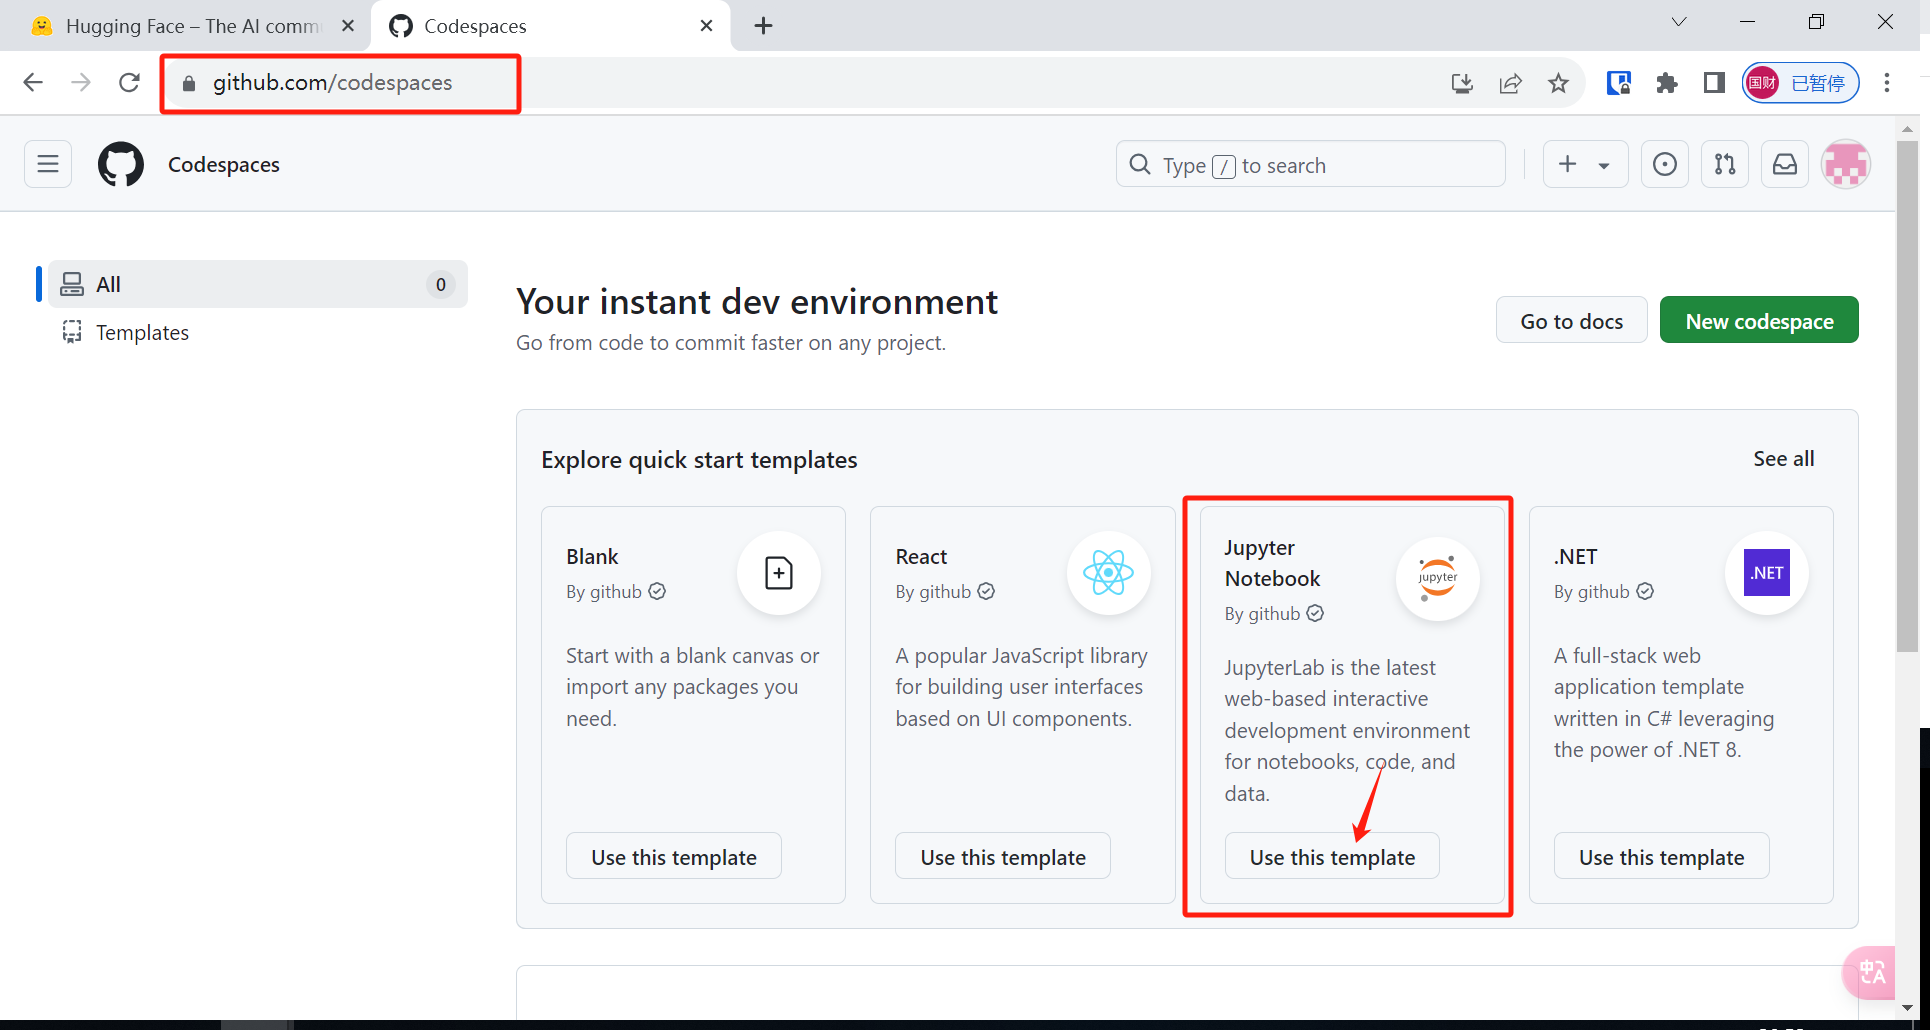 Hugging Face – The AI comm
Codespaces
github.com/codespaces
国财 已暂停
Codespaces
Type / to search
All 0
Templates
Your instant dev environment
Go from code to commit faster on any project.
Go to docs
New codespace
Explore quick start templates
See all
Blank
By github
Start with a blank canvas or
import any packages you
need.
Use this template
React
By github
A popular JavaScript library
for building user interfaces
based on UI components.
Use this template
Jupyter
Notebook
By github
jupyter
JupyterLab is the latest
web-based interactive
development environment
for notebooks, code, and
data.
Use this template
.NET
By github
.NET
A full-stack web
application template
written in C# leveraging
the power of .NET 8.
Use this template
中A